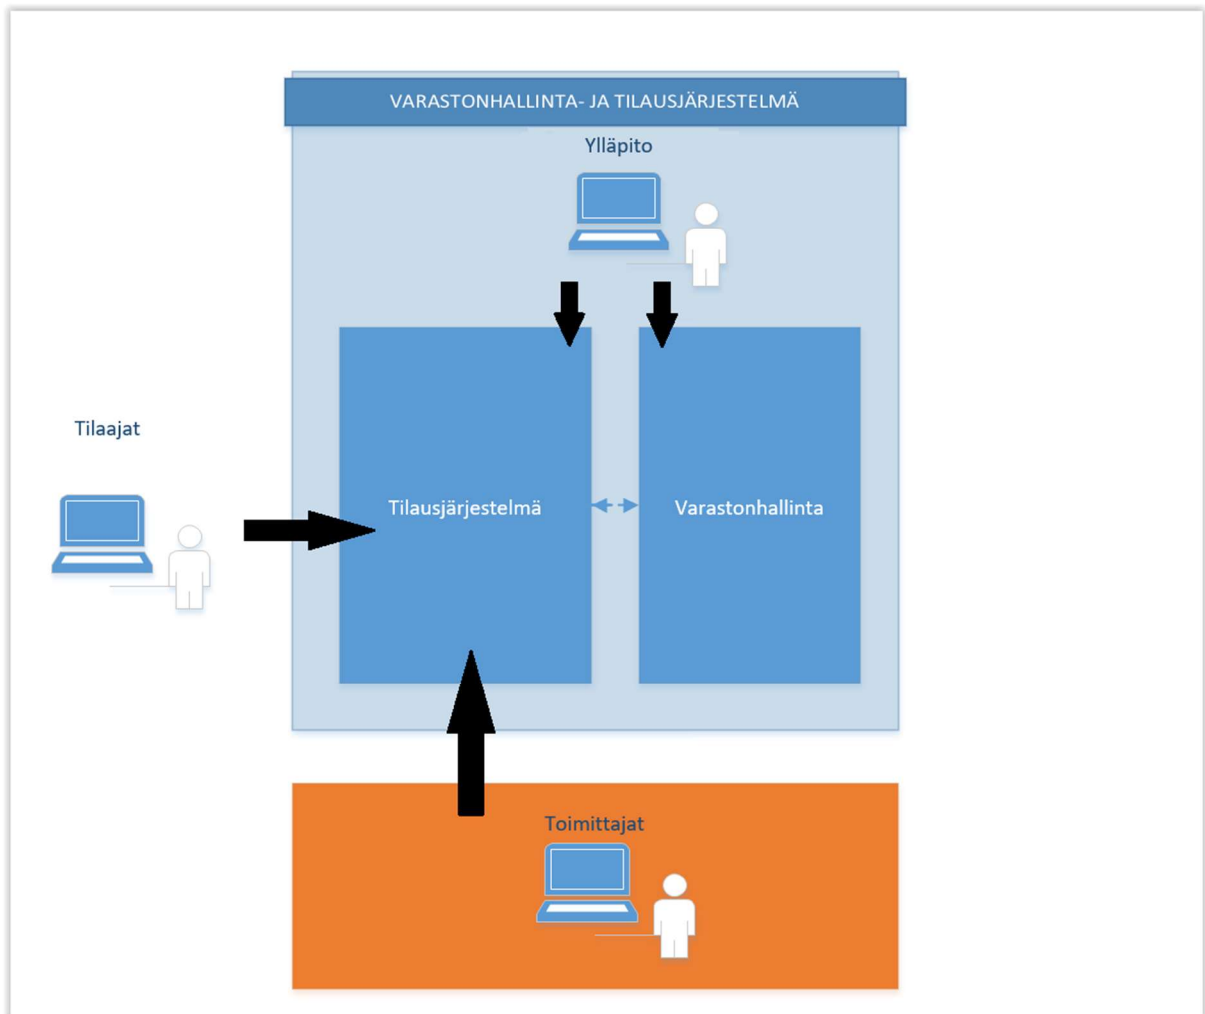 VARASTONHALLINTA- JA TILAUSJÄRJESTELMÄ
Ylläpito
Tilaajat
Tilausjärjestelmä
Varastonhallinta
Toimittajat